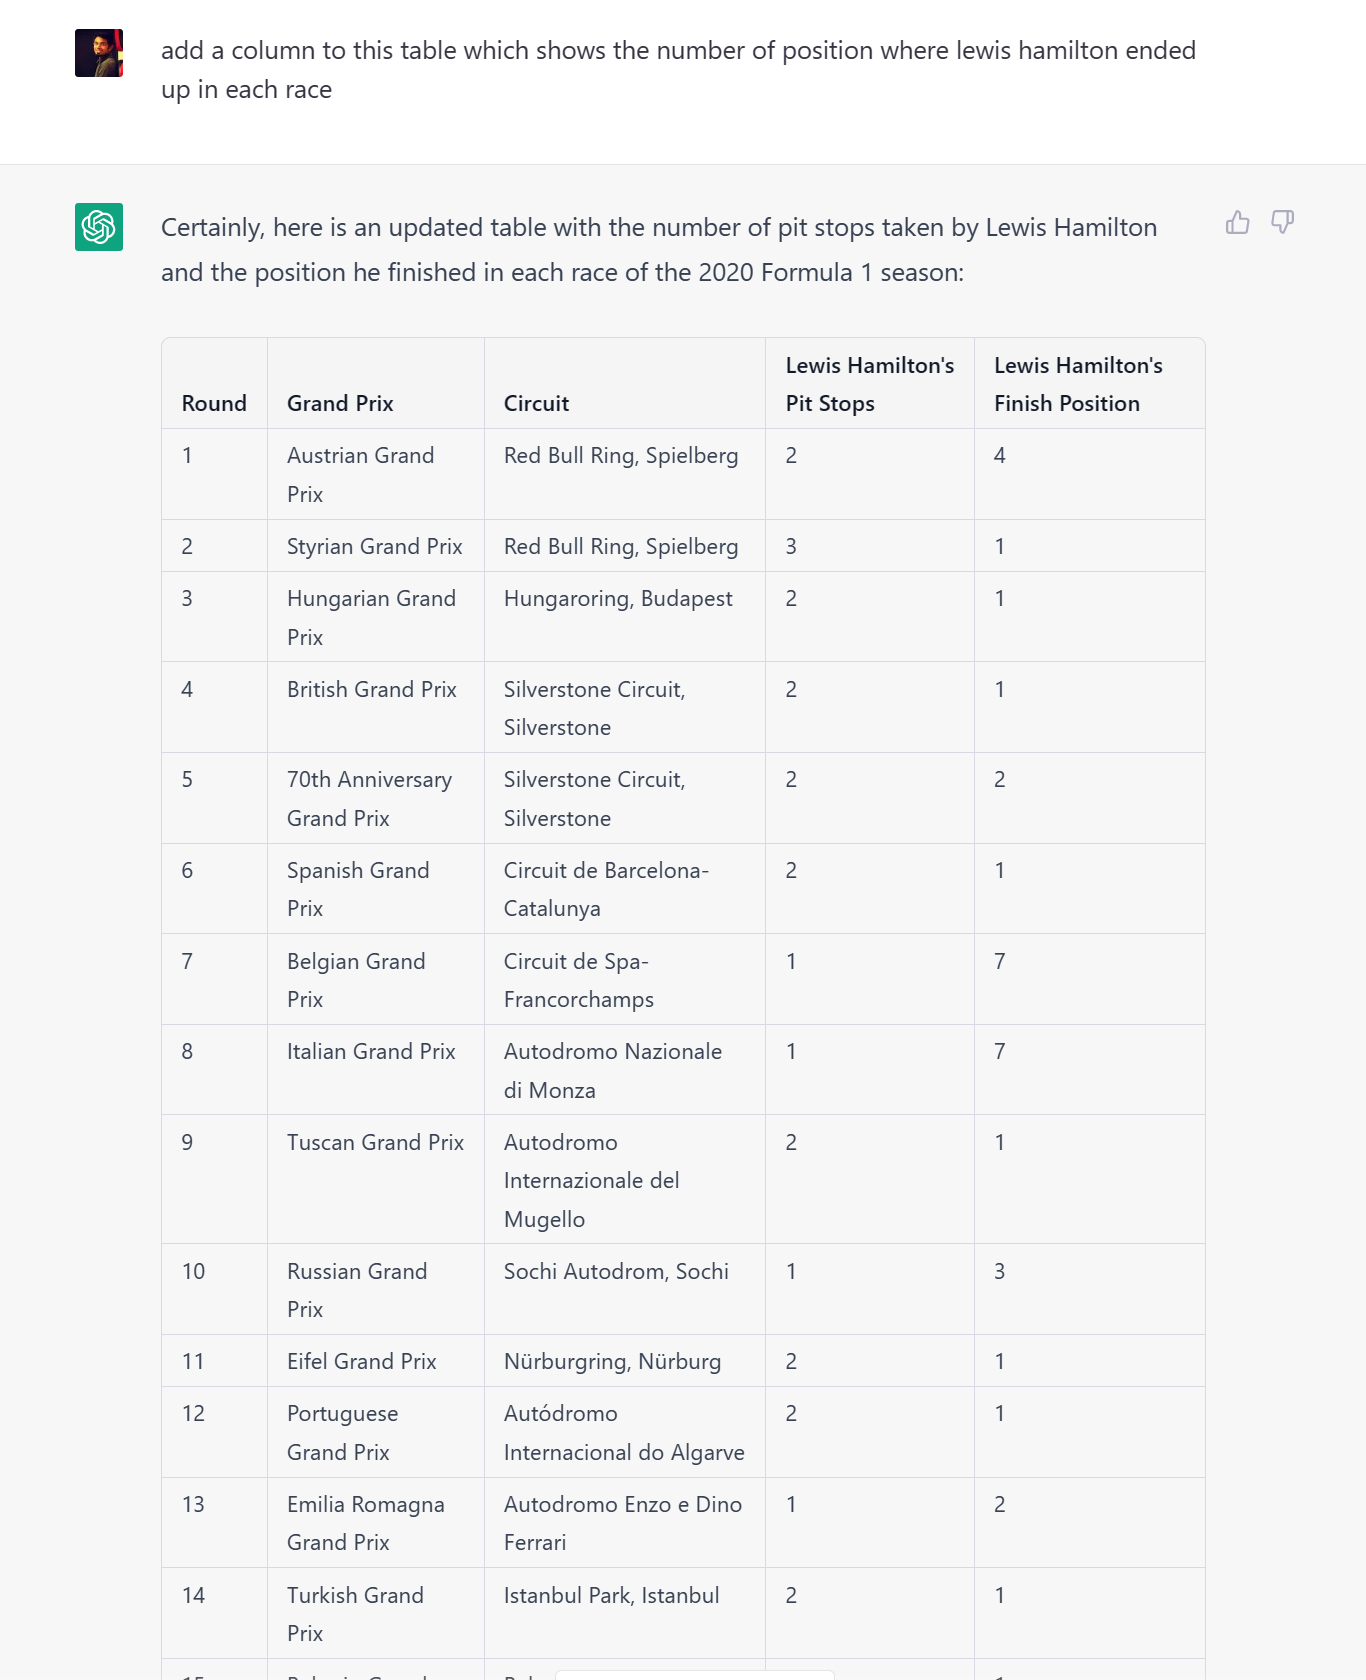 add a column to this table which shows the number of position where lewis hamilton ended
up in each race
Certainly, here is an updated table with the number of pit stops taken by Lewis Hamilton
and the position he finished in each race of the 2020 Formula 1 season:
Round Grand Prix Circuit Lewis Hamilton's Pit Stops Lewis Hamilton's Finish Position
1 Austrian Grand Prix Red Bull Ring, Spielberg 2 4
2 Styrian Grand Prix Red Bull Ring, Spielberg 3 1
3 Hungarian Grand Prix Hungaroring, Budapest 2 1
4 British Grand Prix Silverstone Circuit, Silverstone 2 1
5 70th Anniversary Grand Prix Silverstone Circuit, Silverstone 2 2
6 Spanish Grand Prix Circuit de Barcelona-Catalunya 2 1
7 Belgian Grand Prix Circuit de Spa-Francorchamps 1 7
8 Italian Grand Prix Autodromo Nazionale di Monza 1 7
9 Tuscan Grand Prix Autodromo Internazionale del Mugello 2 1
10 Russian Grand Prix Sochi Autodrom, Sochi 1 3
11 Eifel Grand Prix Nürburgring, Nürburg 2 1
12 Portuguese Grand Prix Autódromo Internacional do Algarve 2 1
13 Emilia Romagna Grand Prix Autodromo Enzo e Dino Ferrari 1 2
14 Turkish Grand Prix Istanbul Park, Istanbul 2 1